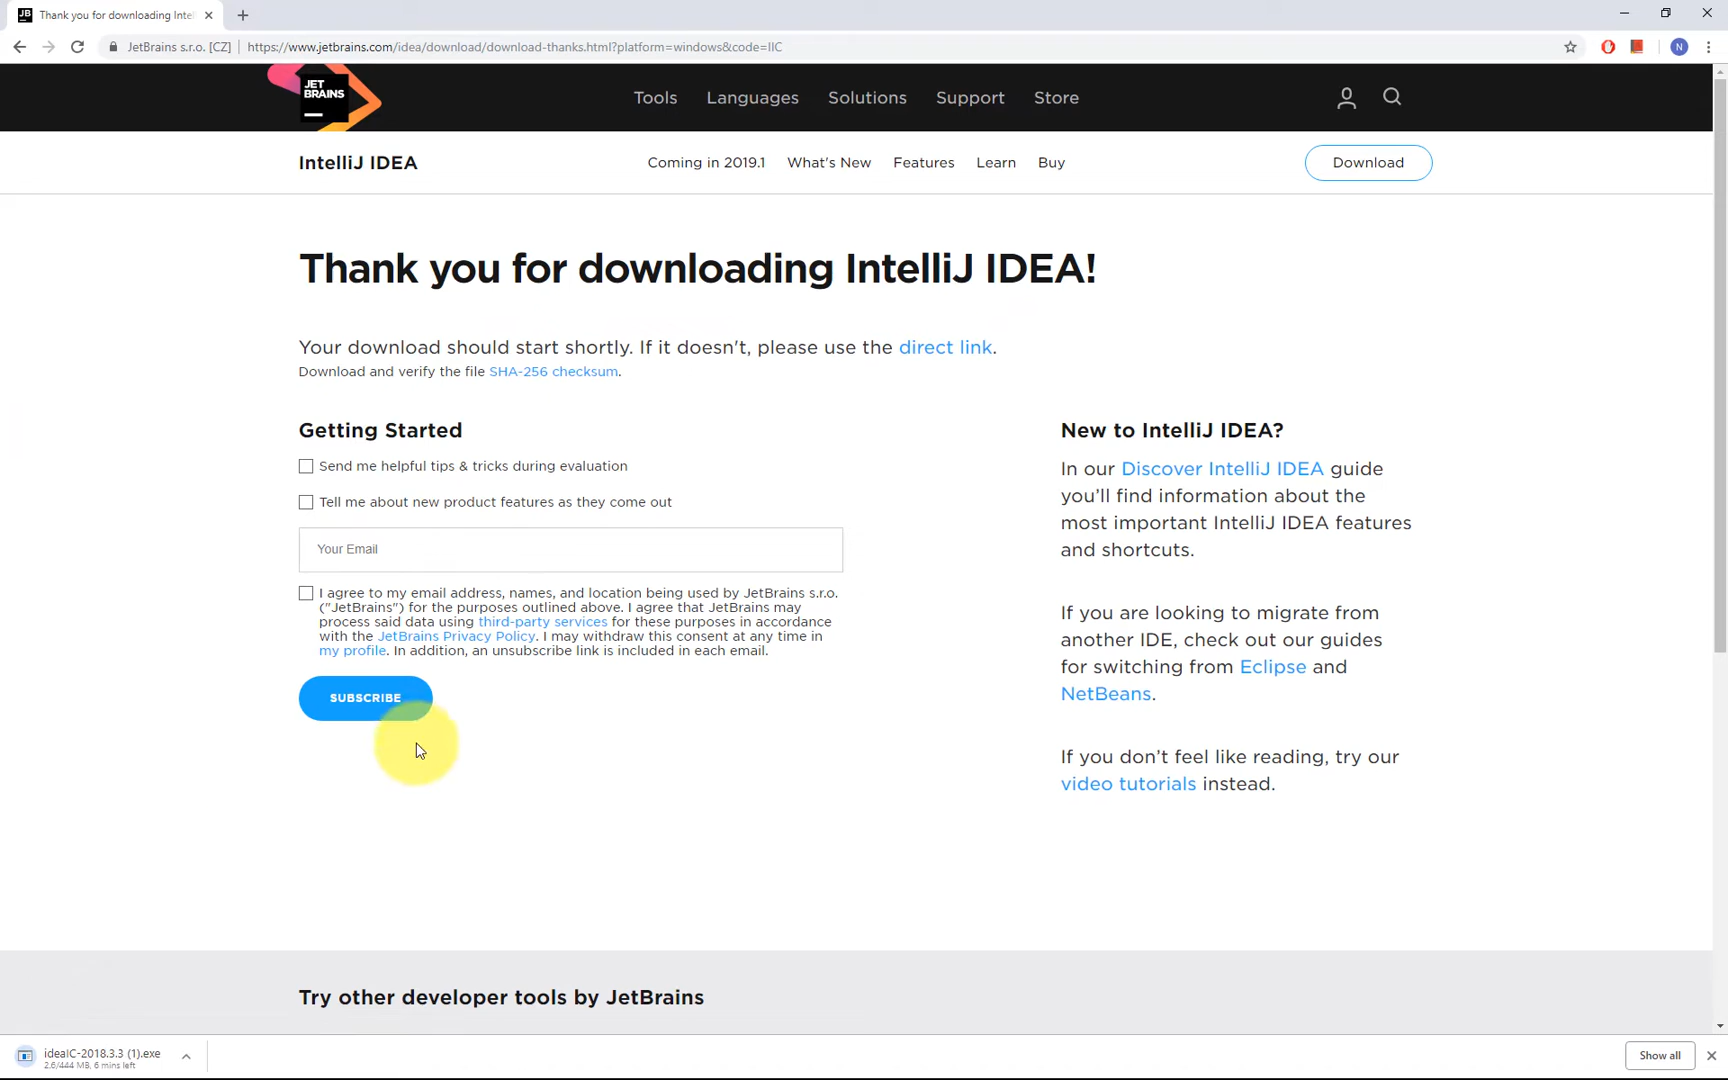 JB Thank you for downloading Intel
JetBrains s.r.o. [CZ] | https://www.jetbrains.com/idea/download/download-thanks.html?platform=windows&code=IIC
N
JET
BRAINS
Tools Languages Solutions Support Store
IntelliJ IDEA
Coming in 2019.1 What's New Features Learn Buy
Download
Thank you for downloading IntelliJ IDEA!
Your download should start shortly. If it doesn't, please use the direct link.
Download and verify the file SHA-256 checksum.
Getting Started
Send me helpful tips & tricks during evaluation
Tell me about new product features as they come out
Your Email
I agree to my email address, names, and location being used by JetBrains s.r.o.
("JetBrains") for the purposes outlined above. I agree that JetBrains may
process said data using third-party services for these purposes in accordance
with the JetBrains Privacy Policy. I may withdraw this consent at any time in
my profile. In addition, an unsubscribe link is included in each email.
SUBSCRIBE
New to IntelliJ IDEA?
In our Discover IntelliJ IDEA guide
you’ll find information about the
most important IntelliJ IDEA features
and shortcuts.
If you are looking to migrate from
another IDE, check out our guides
for switching from Eclipse and
NetBeans.
If you don’t feel like reading, try our
video tutorials instead.
Try other developer tools by JetBrains
ideaIC-2018.3.3 (1).exe
2.6/444 MB, 6 mins left
Show all